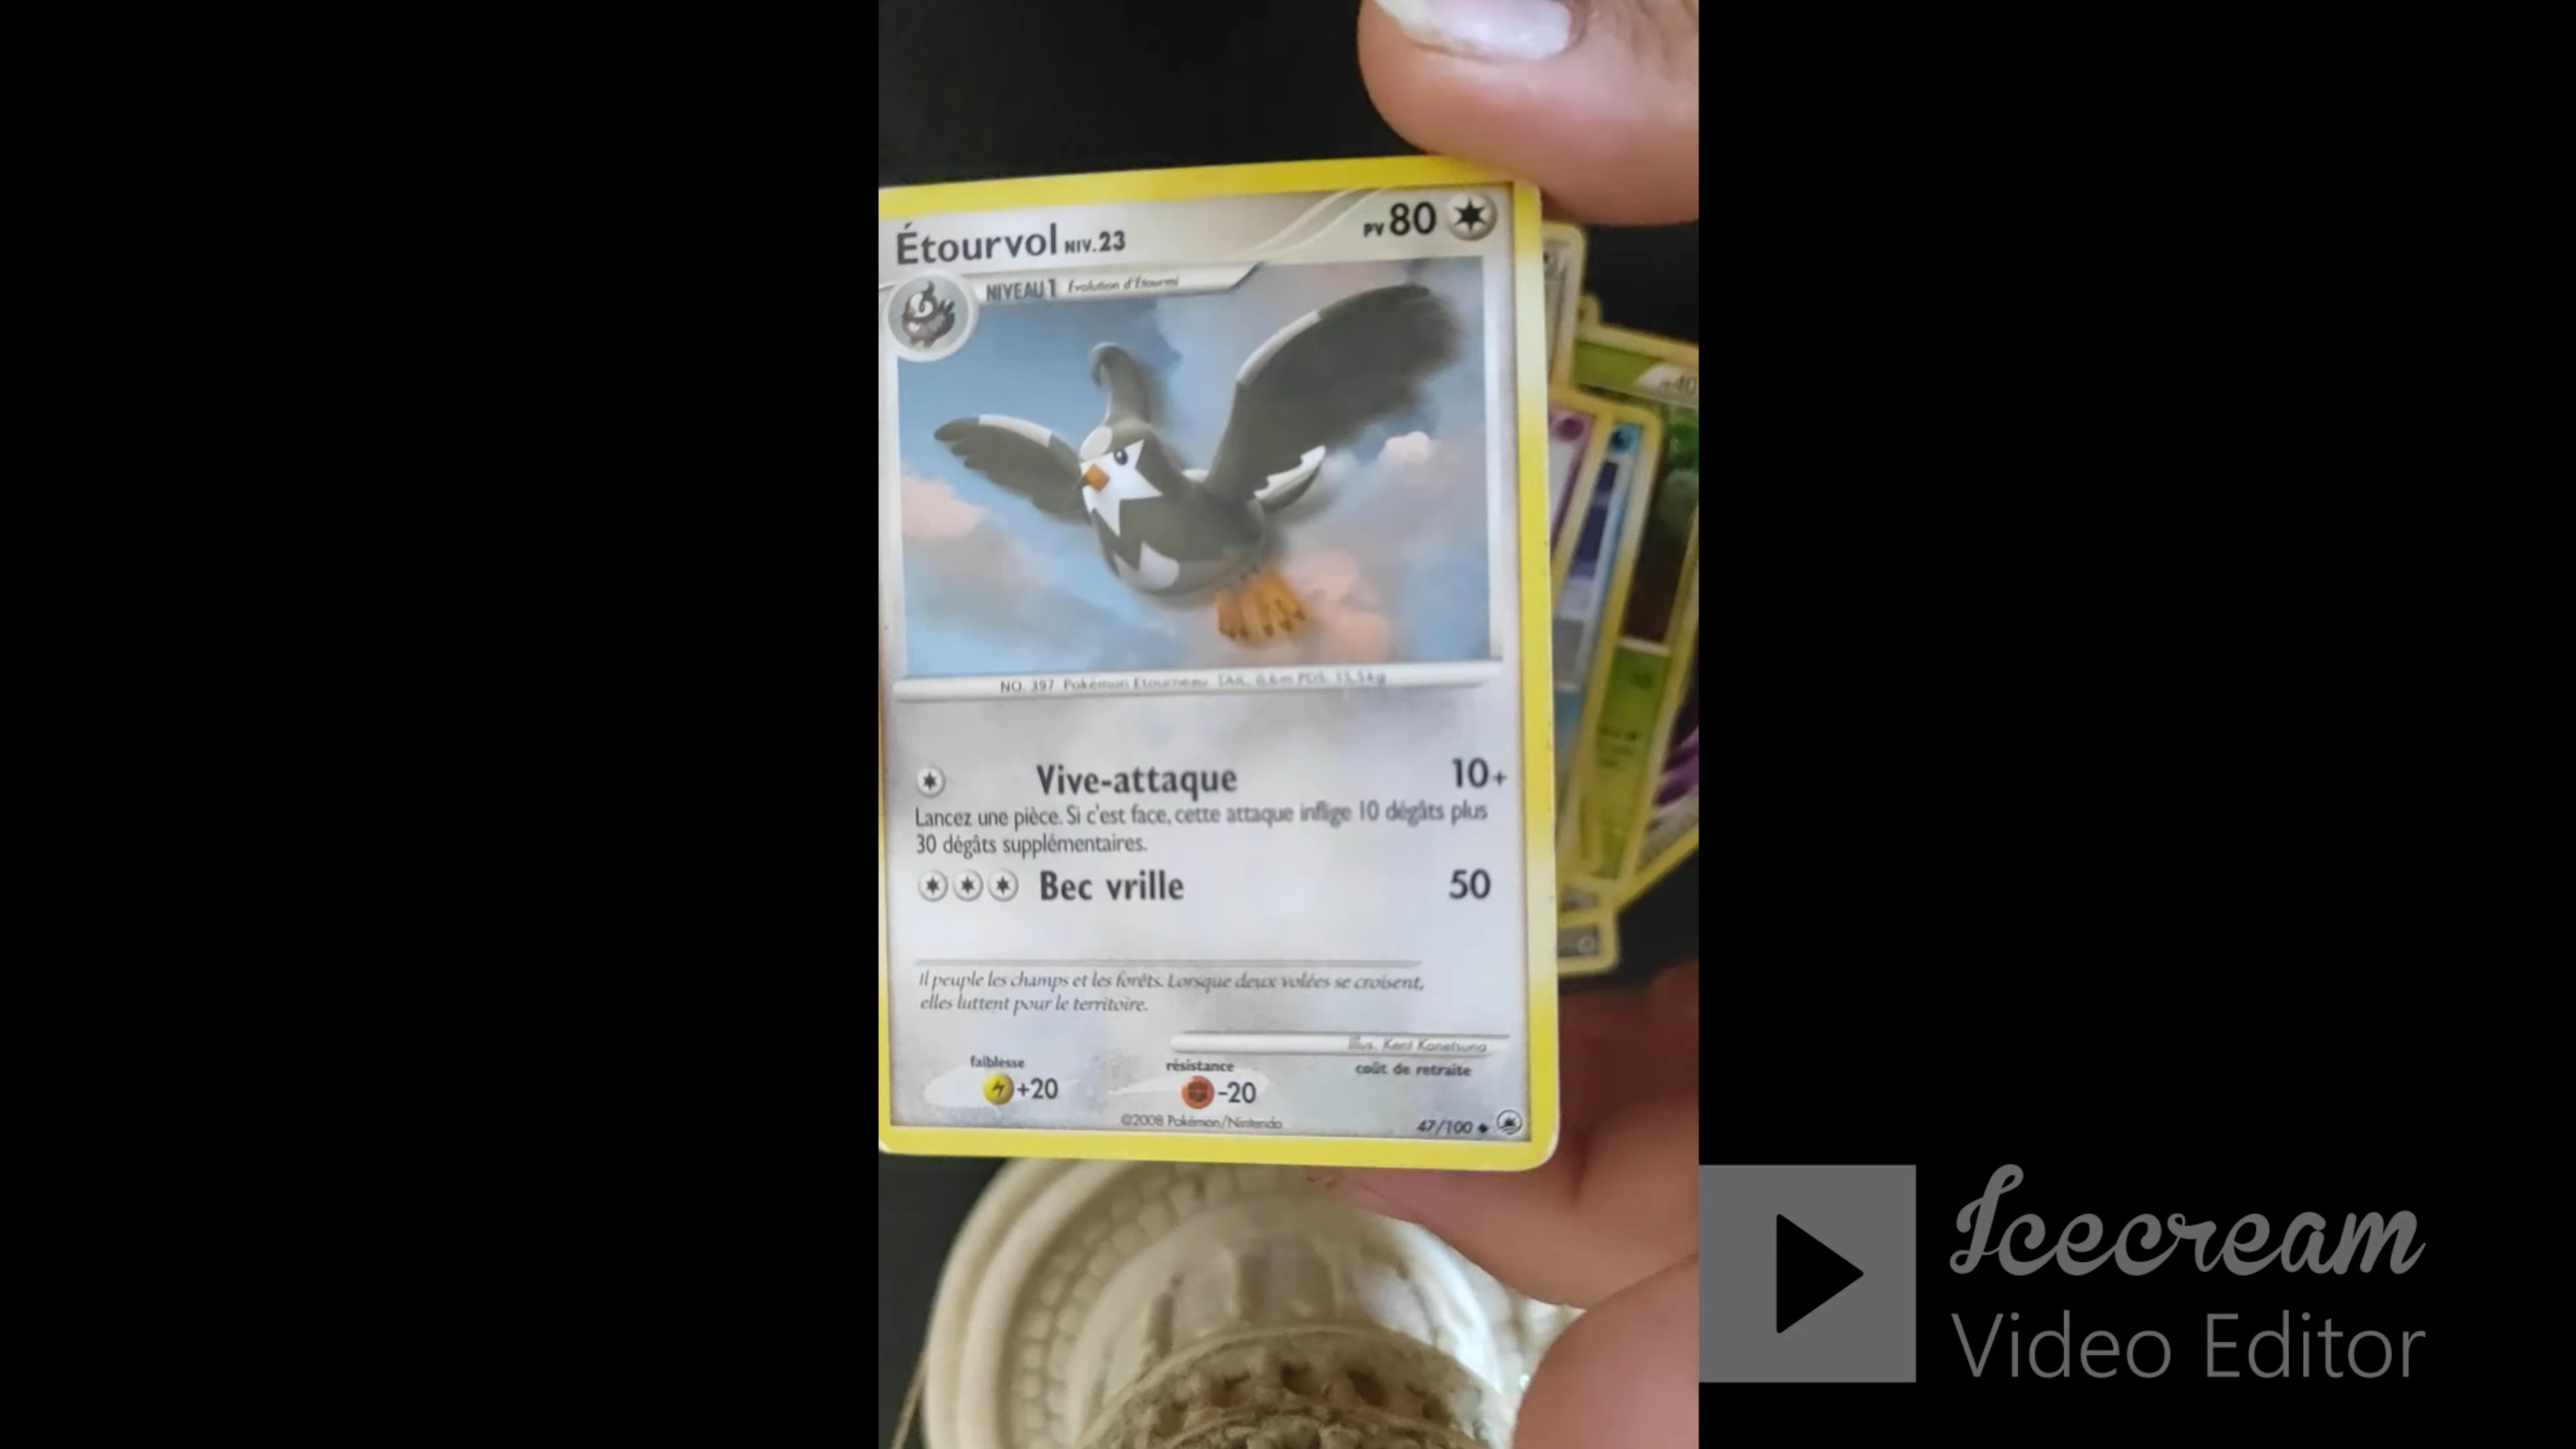 Étourvol NIV.23
PV 80
NIVEAU 1 Évolution d'Étourmi
40
NO. 397 Pokémon Étourneau TAIL. 0,6 m PDS. 15,5 kg
Vive-attaque 10+
Lancez une pièce. Si c'est face, cette attaque inflige 10 dégâts plus
30 dégâts supplémentaires.
Bec vrille 50
Il peuple les champs et les forêts. Lorsque deux volées se croisent,
elles luttent pour le territoire.
Illus. Kent Kanetsuna
faiblesse
+20
résistance
-20
coût de retraite
©2008 Pokémon/Nintendo
47/100
Icecream
Video Editor